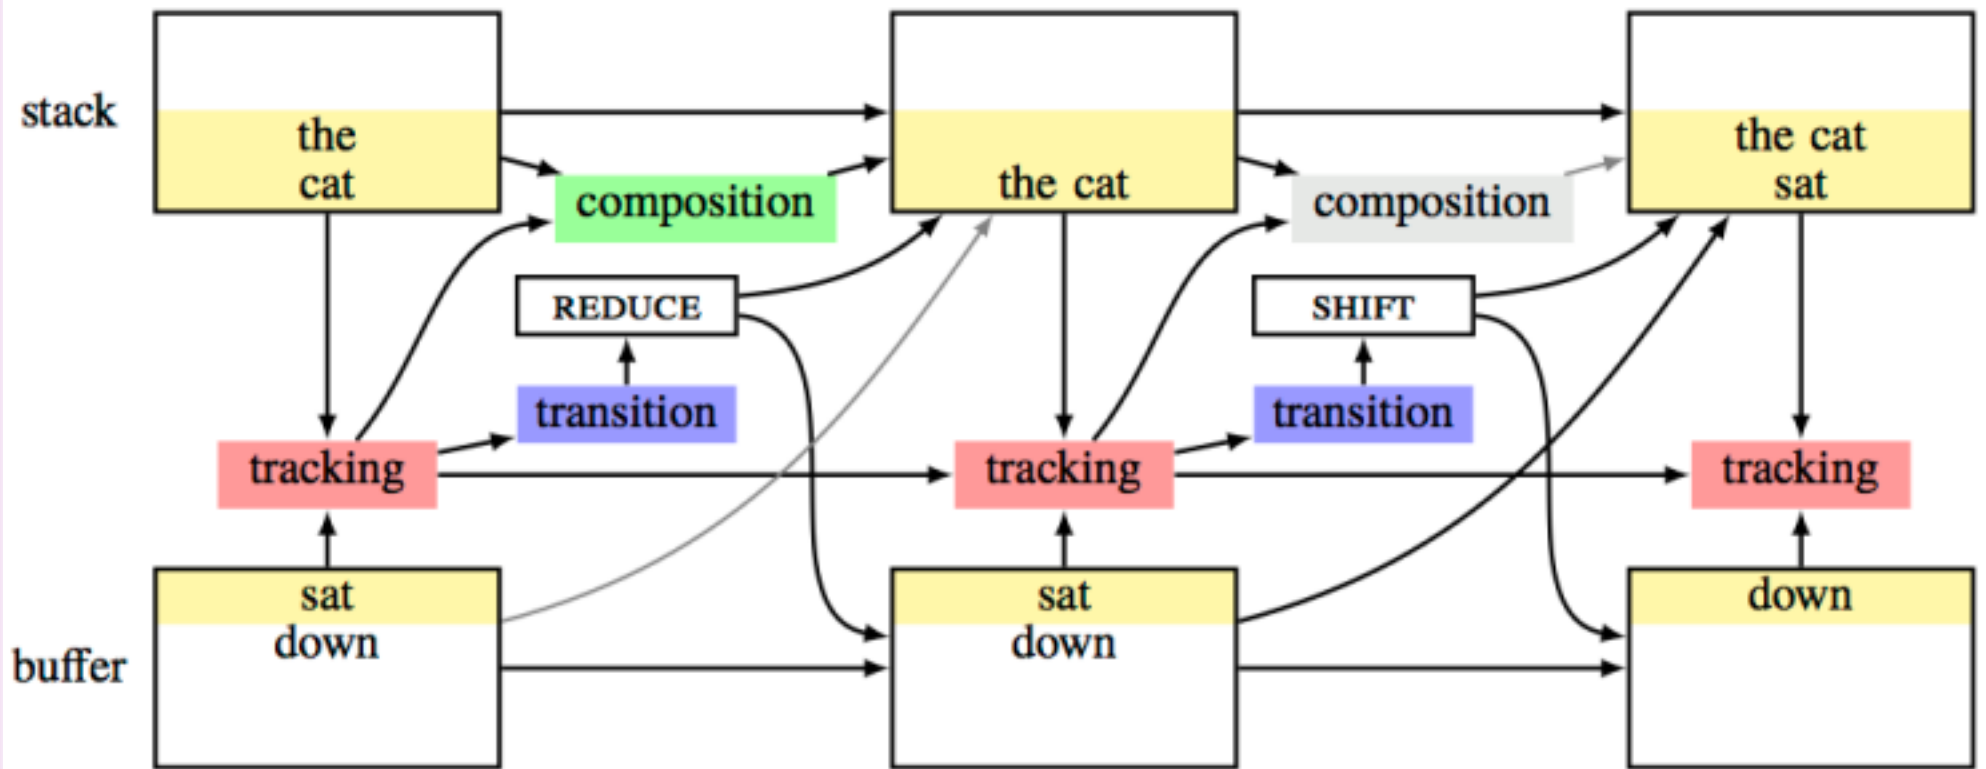 stack
the
cat
composition
the cat
composition
the cat
sat
REDUCE
SHIFT
transition
transition
tracking
tracking
tracking
buffer
sat
down
sat
down
down